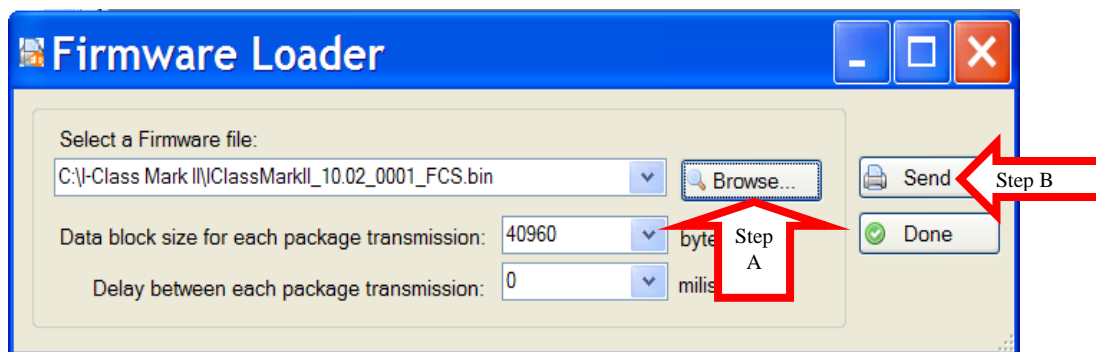 Firmware Loader
Select a Firmware file:
C:\I-Class Mark II\IClassMarkII_10.02_0001_FCS.bin
Browse...
Send
Step B
Data block size for each package transmission:
40960
Step
A
Done
Delay between each package transmission:
0